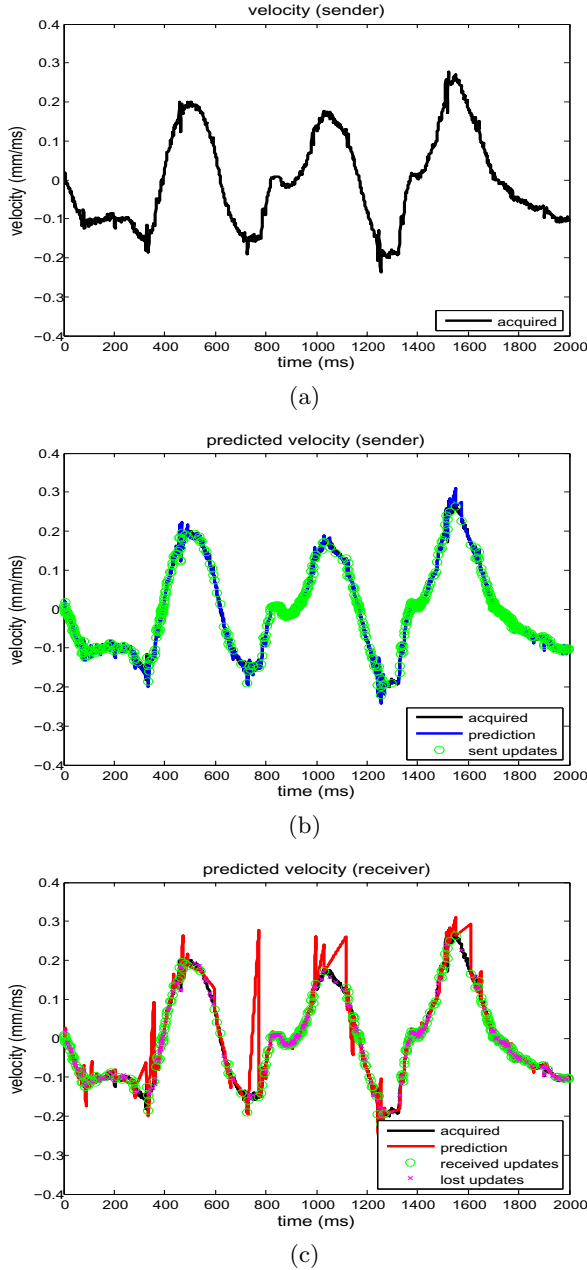 velocity (sender)
velocity (mm/ms)
0.4
0.3
0.2
0.1
0
−0.1
−0.2
−0.3
−0.4
acquired
0 200 400 600 800 1000 1200 1400 1600 1800 2000
time (ms)
(a)
predicted velocity (sender)
velocity (mm/ms)
0.4
0.3
0.2
0.1
0
−0.1
−0.2
−0.3
−0.4
acquired
prediction
sent updates
0 200 400 600 800 1000 1200 1400 1600 1800 2000
time (ms)
(b)
predicted velocity (receiver)
velocity (mm/ms)
0.4
0.3
0.2
0.1
0
−0.1
−0.2
−0.3
−0.4
acquired
prediction
received updates
lost updates
0 200 400 600 800 1000 1200 1400 1600 1800 2000
time (ms)
(c)